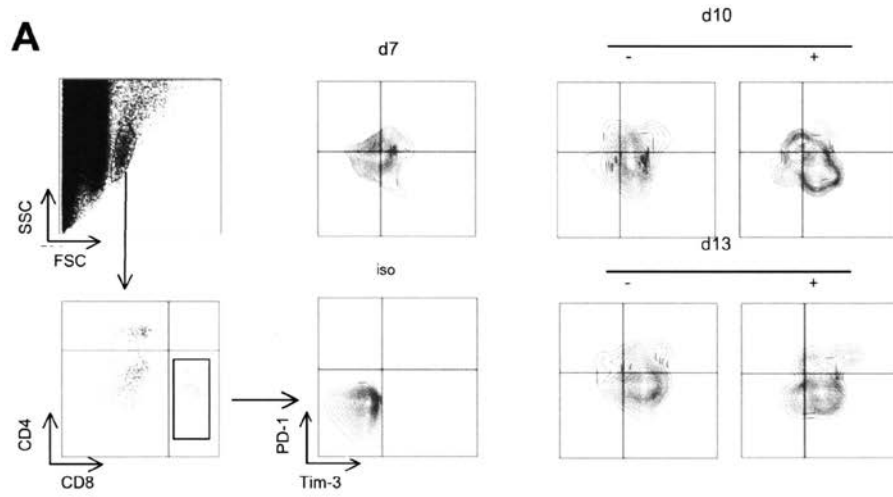 A
d7
d10
- +
SSC
FSC
iso
d13
- +
CD4
CD8
PD-1
Tim-3